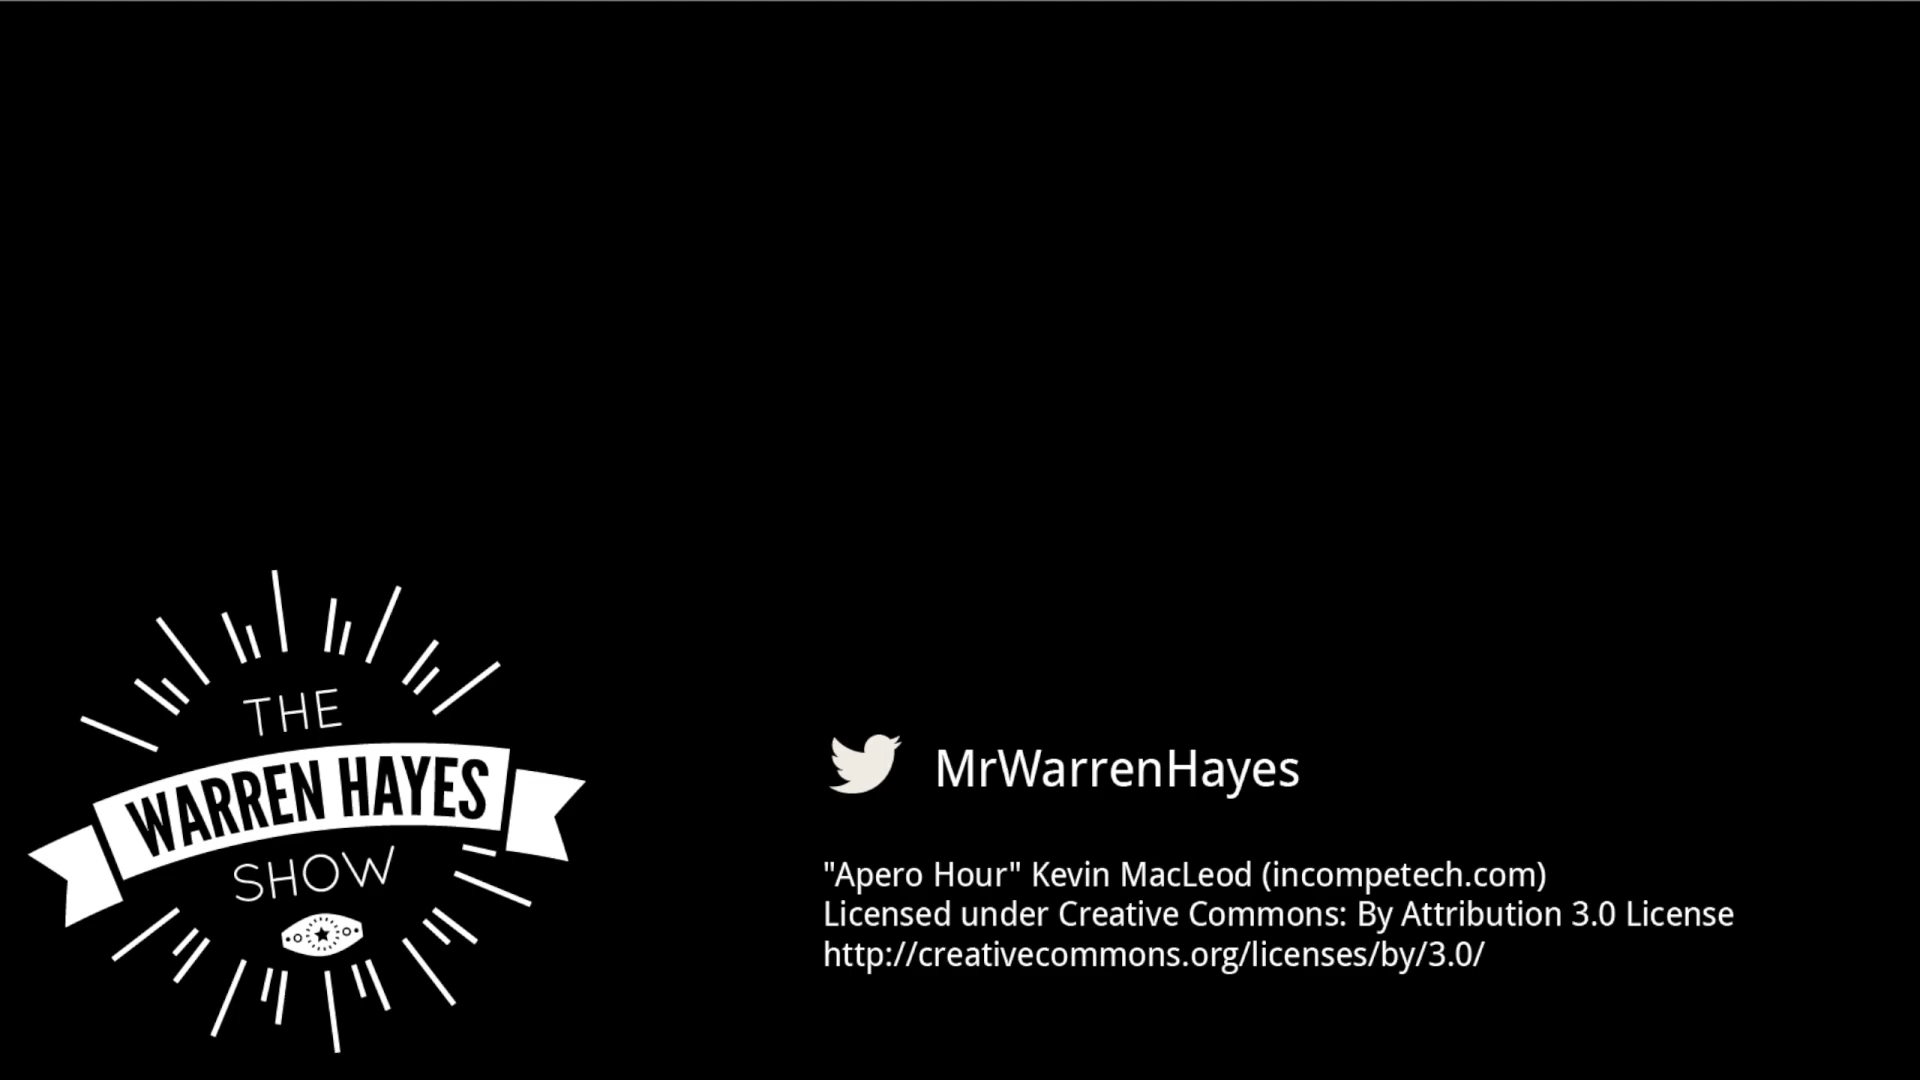 THE
WARREN HAYES
SHOW
MrWarrenHayes
"Apero Hour" Kevin MacLeod (incompetech.com)
Licensed under Creative Commons: By Attribution 3.0 License
http://creativecommons.org/licenses/by/3.0/